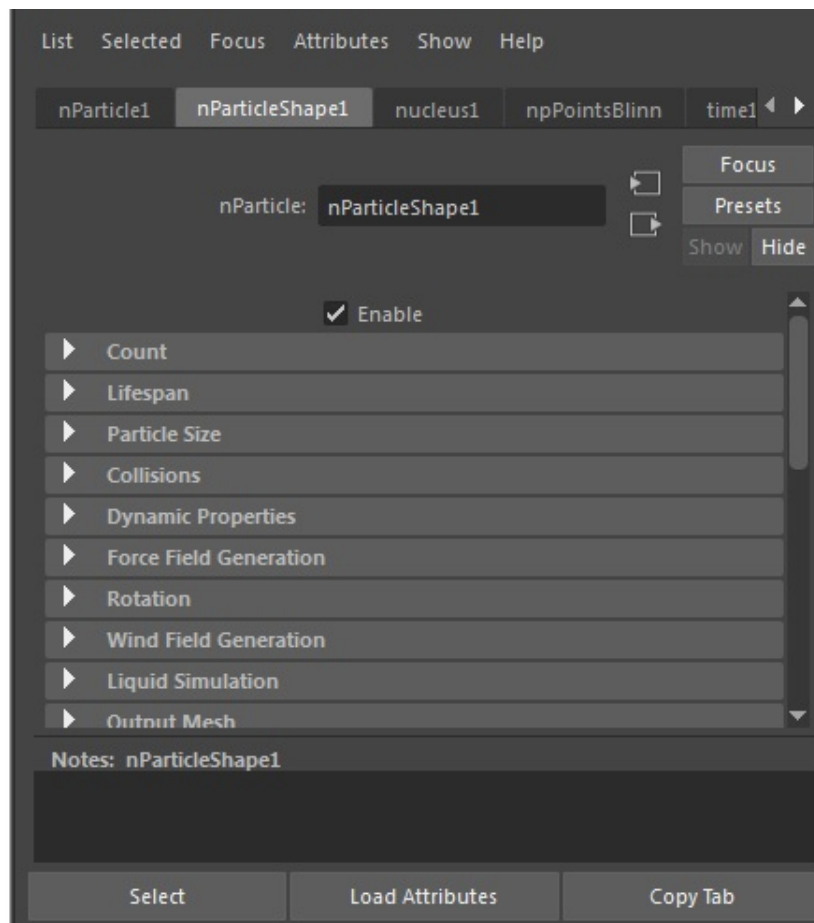 List Selected Focus Attributes Show Help
nParticle1 nParticleShape1 nucleus1 npPointsBlinn time1
Focus
nParticle: nParticleShape1 Presets
Show Hide
Enable
Count
Lifespan
Particle Size
Collisions
Dynamic Properties
Force Field Generation
Rotation
Wind Field Generation
Liquid Simulation
Output Mesh
Notes: nParticleShape1
Select Load Attributes Copy Tab